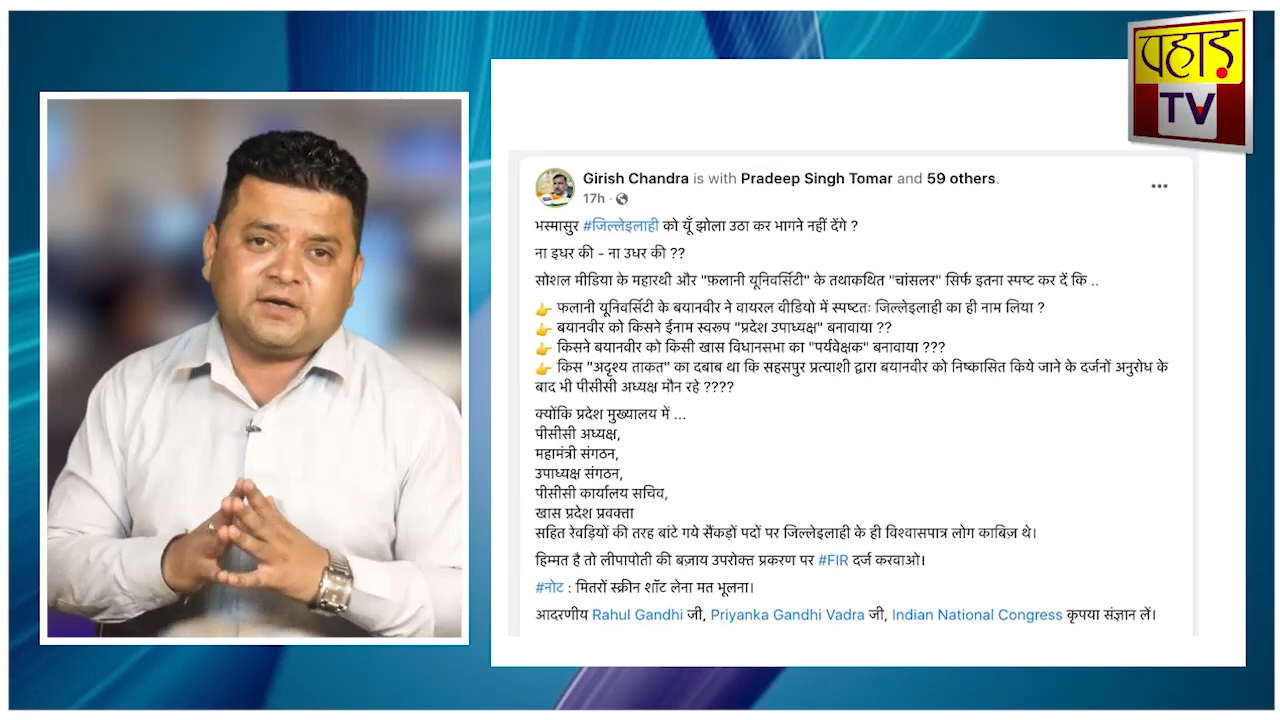 पहाड़
TV
Girish Chandra is with Pradeep Singh Tomar and 59 others.
17h ·
भस्मासुर #जिल्लेइलाही को यूँ झोला उठा कर भागने नहीं देंगे ?
ना इधर की - ना उधर की ??
सोशल मीडिया के महारथी और "फ़लानी यूनिवर्सिटी" के तथाकथित "चांसलर" सिर्फ इतना स्पष्ट कर दें कि ..
👉 फलानी यूनिवर्सिटी के बयानवीर ने वायरल वीडियो में स्पष्टतः जिल्लेइलाही का ही नाम लिया ?
👉 बयानवीर को किसने ईनाम स्वरूप "प्रदेश उपाध्यक्ष" बनावाया ??
👉 किसने बयानवीर को किसी खास विधानसभा का "पर्यवेक्षक" बनावाया ???
👉 किस "अदृश्य ताकत" का दबाब था कि सहसपुर प्रत्याशी द्वारा बयानवीर को निष्कासित किये जाने के दर्जनों अनुरोध के
बाद भी पीसीसी अध्यक्ष मौन रहे ????
क्योंकि प्रदेश मुख्यालय में ...
पीसीसी अध्यक्ष,
महामंत्री संगठन,
उपाध्यक्ष संगठन,
पीसीसी कार्यालय सचिव,
खास प्रदेश प्रवक्ता
सहित रेवड़ियों की तरह बांटे गये सैंकड़ों पदों पर जिल्लेइलाही के ही विश्वासपात्र लोग काबिज़ थे।
हिम्मत है तो लीपापोती की बज़ाय उपरोक्त प्रकरण पर #FIR दर्ज करवाओ।
#नोट : मितरों स्क्रीन शॉट लेना मत भूलना।
आदरणीय Rahul Gandhi जी, Priyanka Gandhi Vadra जी, Indian National Congress कृपया संज्ञान लें।